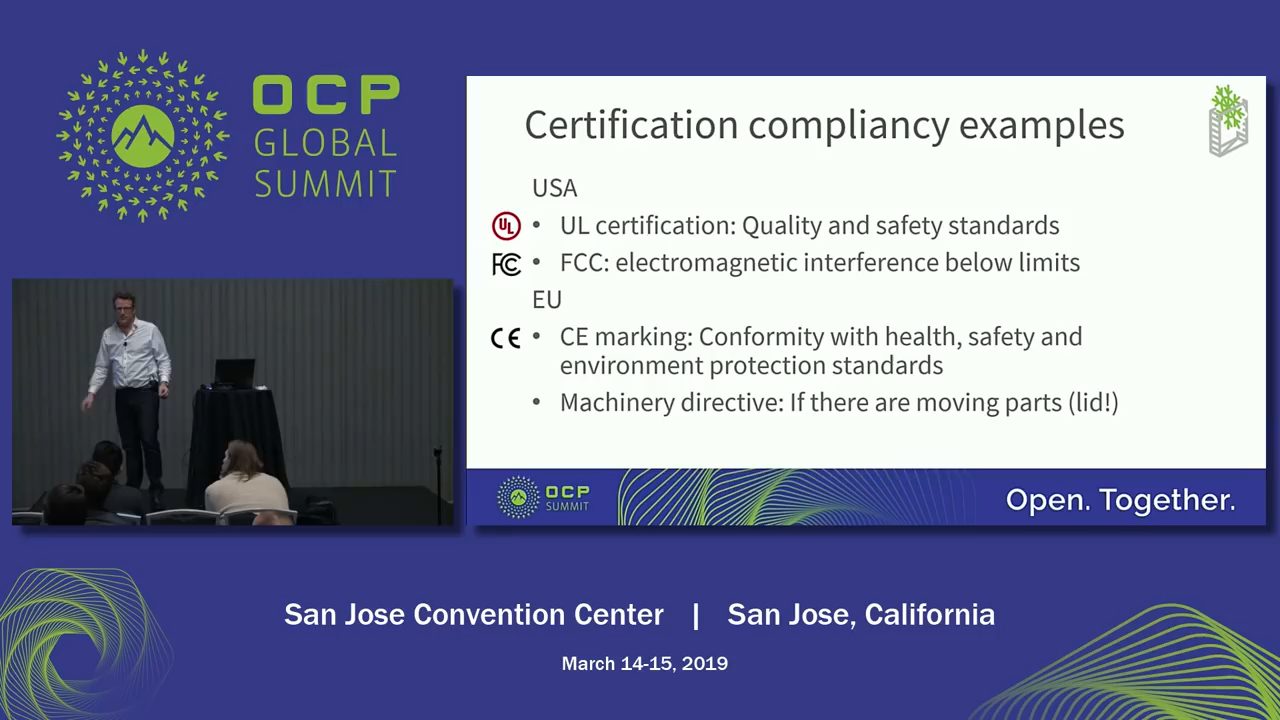 OCP
GLOBAL
SUMMIT
Certification compliancy examples
USA
UL
• UL certification: Quality and safety standards
FC
• FCC: electromagnetic interference below limits
EU
CE
• CE marking: Conformity with health, safety and
environment protection standards
• Machinery directive: If there are moving parts (lid!)
OCP
SUMMIT
Open. Together.
San Jose Convention Center | San Jose, California
March 14-15, 2019